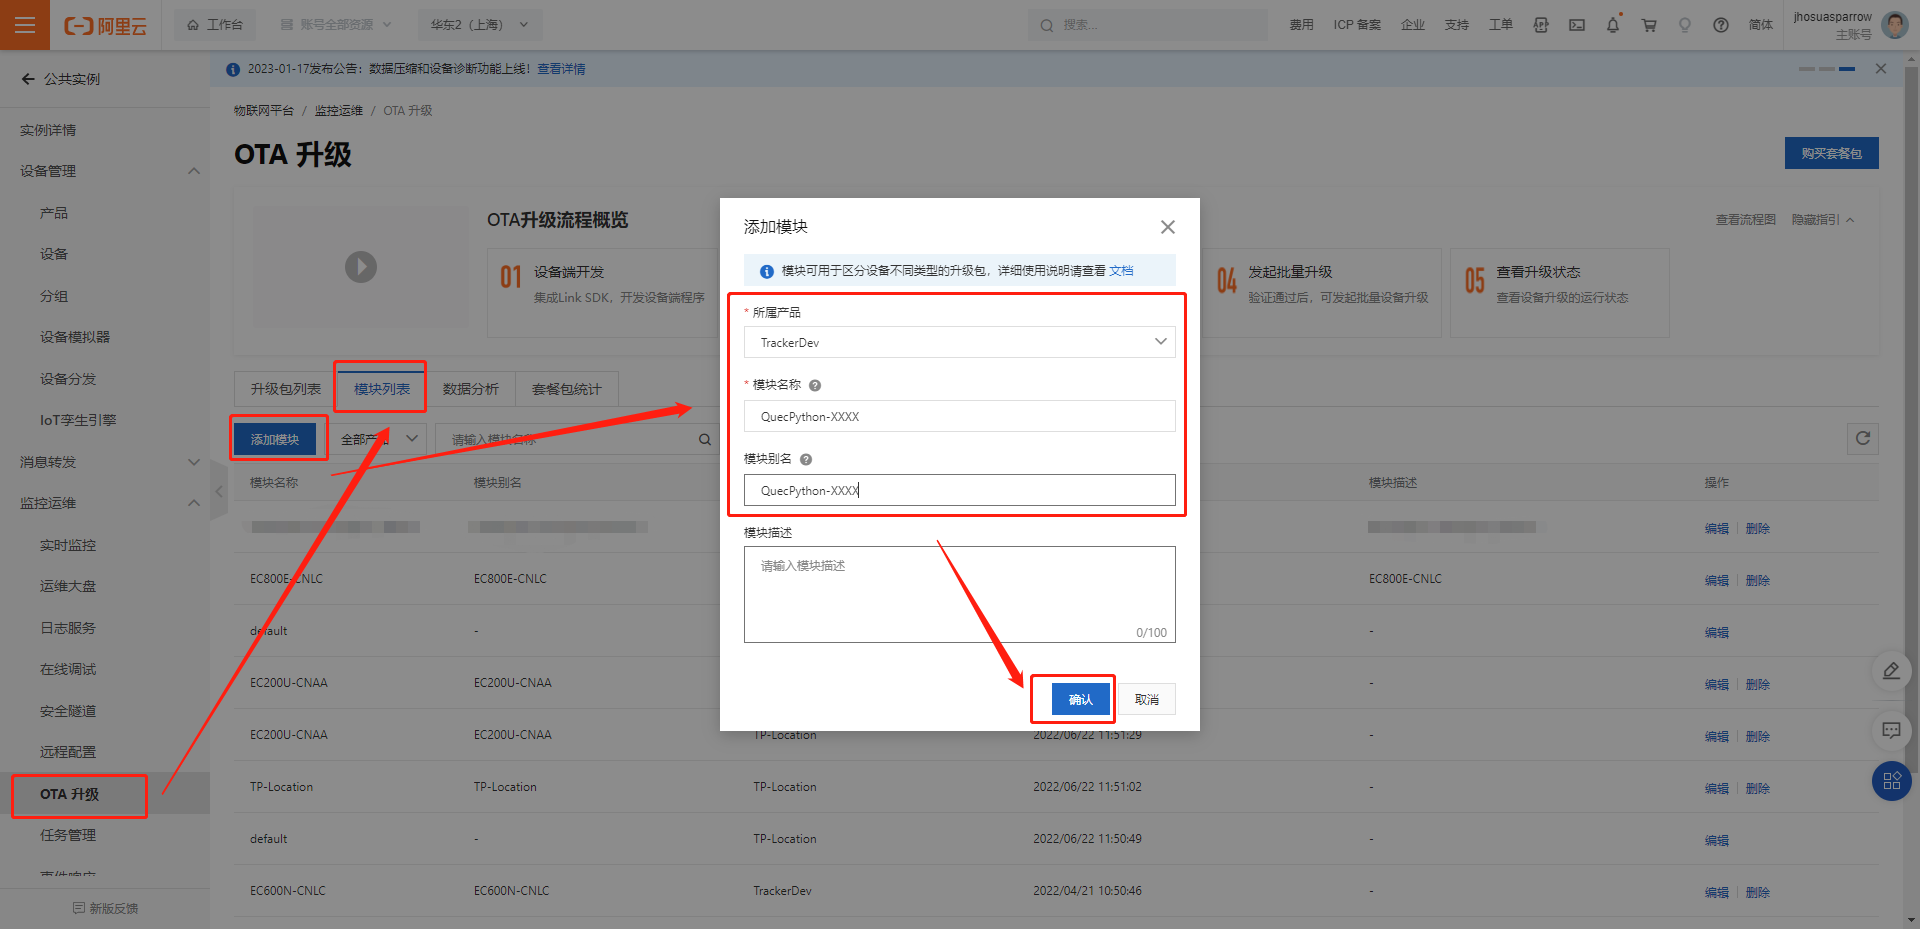 阿里云
工作台
账号全部资源
华东2（上海）
搜索...
费用
ICP 备案
企业
支持
工单
简体
jhosuasparrow
主账号
公共实例
2023-01-17发布公告：数据压缩和设备诊断功能上线！查看详情
物联网平台 / 监控运维 / OTA 升级
OTA 升级
购买套餐包
实例详情
设备管理
产品
设备
分组
设备模拟器
设备分发
IoT孪生引擎
消息转发
监控运维
实时监控
运维大盘
日志服务
在线调试
安全隧道
远程配置
OTA 升级
任务管理
新版反馈
OTA升级流程概览
查看流程图
隐藏指引
01 设备端开发
集成Link SDK，开发设备端程序
04 发起批量升级
验证通过后，可发起批量设备升级
05 查看升级状态
查看设备升级的运行状态
升级包列表
模块列表
数据分析
套餐包统计
添加模块
全部产品
请输入模块名称
模块名称 模块别名 模块描述 操作
编辑 删除
EC800E-CNLC EC800E-CNLC EC800E-CNLC 编辑 删除
default - - 编辑
EC200U-CNAA EC200U-CNAA - 编辑 删除
EC200U-CNAA EC200U-CNAA TP-Location 2022/06/22 11:51:29 - 编辑 删除
TP-Location TP-Location TP-Location 2022/06/22 11:51:02 - 编辑 删除
default - TP-Location 2022/06/22 11:50:49 - 编辑
EC600N-CNLC EC600N-CNLC TrackerDev 2022/04/21 10:50:46 - 编辑 删除
添加模块
模块可用于区分设备不同类型的升级包，详细使用说明请查看 文档
* 所属产品
TrackerDev
* 模块名称
QuecPython-XXXX
模块别名
QuecPython-XXXX
模块描述
请输入模块描述
0/100
确认
取消